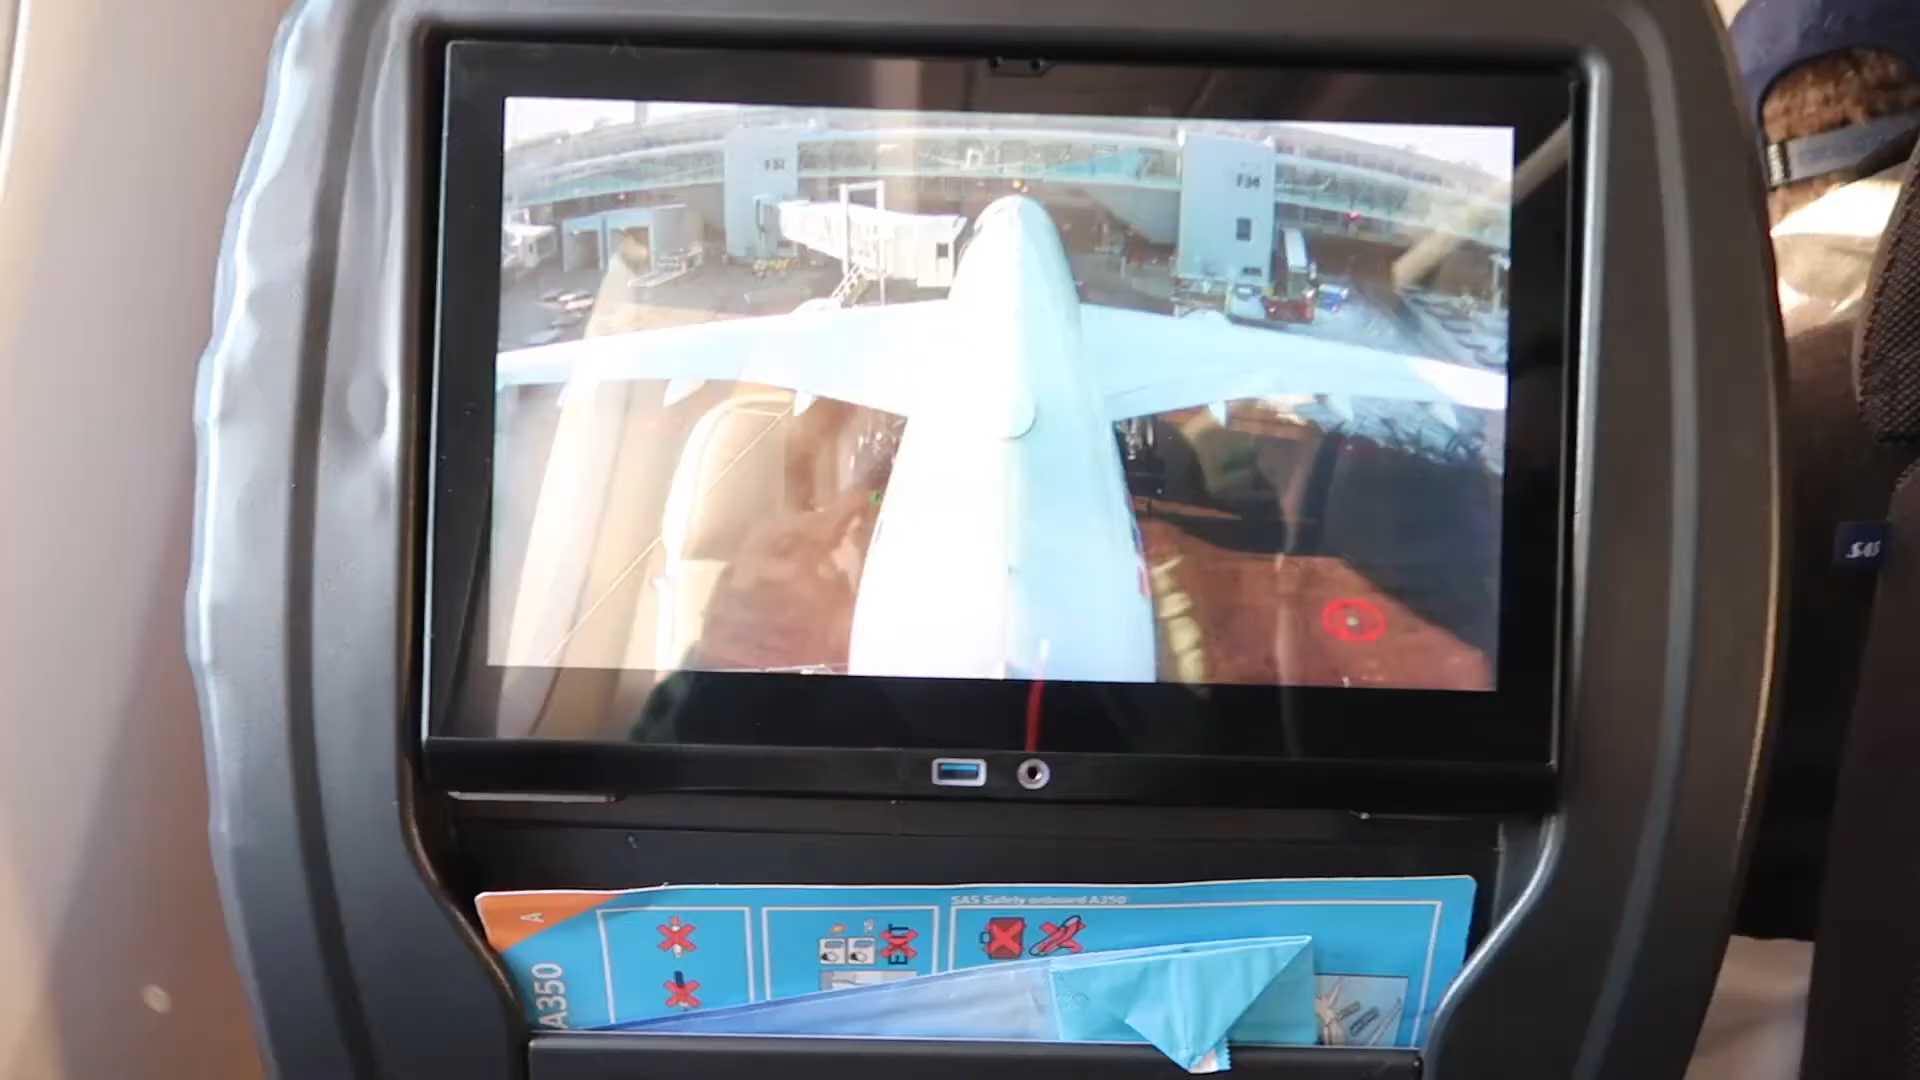 F32
F34
SAS
SAS Safety onboard A350
A
EXIT
A350